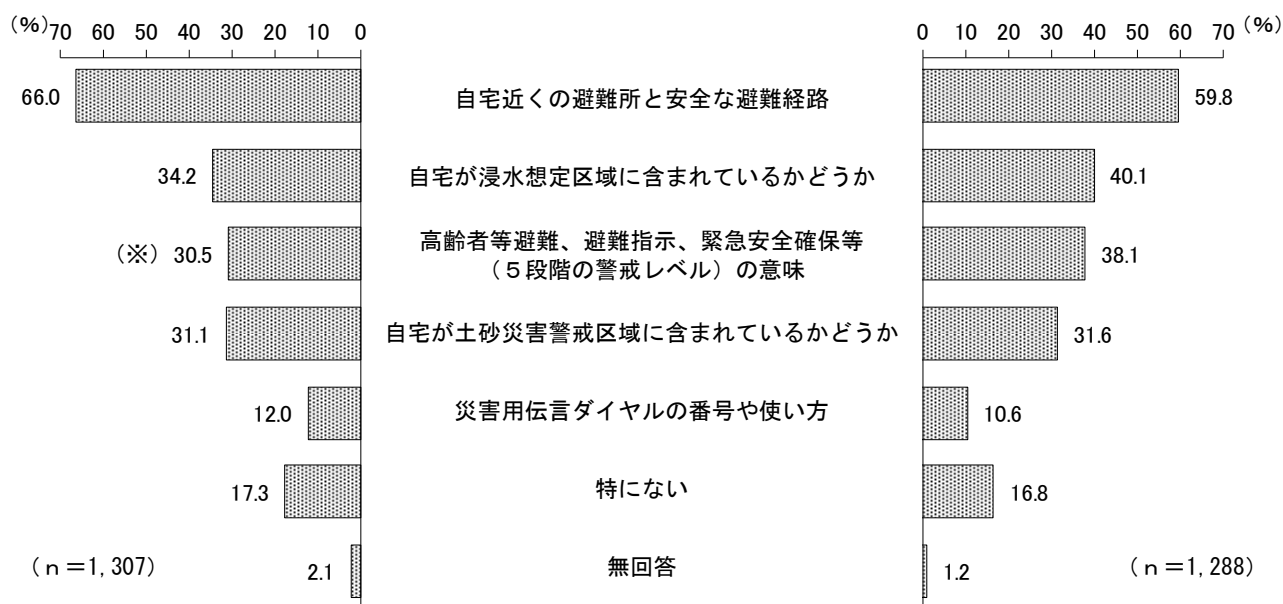 （％） 70 60 50 40 30 20 10 0
0 10 20 30 40 50 60 70 （％）
66.0 自宅近くの避難所と安全な避難経路 59.8
34.2 自宅が浸水想定区域に含まれているかどうか 40.1
（※） 30.5 高齢者等避難、避難指示、緊急安全確保等 38.1
（５段階の警戒レベル）の意味
31.1 自宅が土砂災害警戒区域に含まれているかどうか 31.6
12.0 災害用伝言ダイヤルの番号や使い方 10.6
17.3 特にない 16.8
（ｎ＝1,307） 2.1 無回答 1.2 （ｎ＝1,288）